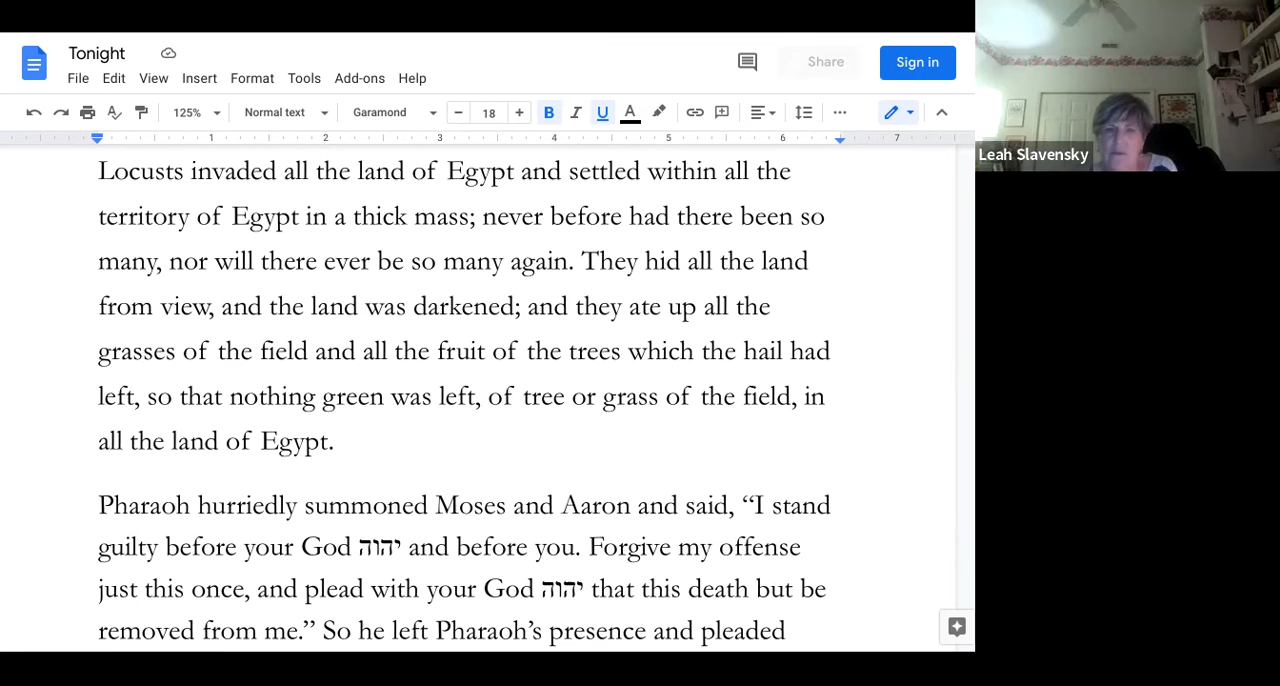 Tonight
File Edit View Insert Format Tools Add-ons Help
Share
Sign in
125% Normal text Garamond − 18 + B I U A
1 2 3 4 5 6 7
Leah Slavensky
Locusts invaded all the land of Egypt and settled within all the
territory of Egypt in a thick mass; never before had there been so
many, nor will there ever be so many again. They hid all the land
from view, and the land was darkened; and they ate up all the
grasses of the field and all the fruit of the trees which the hail had
left, so that nothing green was left, of tree or grass of the field, in
all the land of Egypt.
Pharaoh hurriedly summoned Moses and Aaron and said, “I stand
guilty before your God יהוה and before you. Forgive my offense
just this once, and plead with your God יהוה that this death but be
removed from me.” So he left Pharaoh’s presence and pleaded